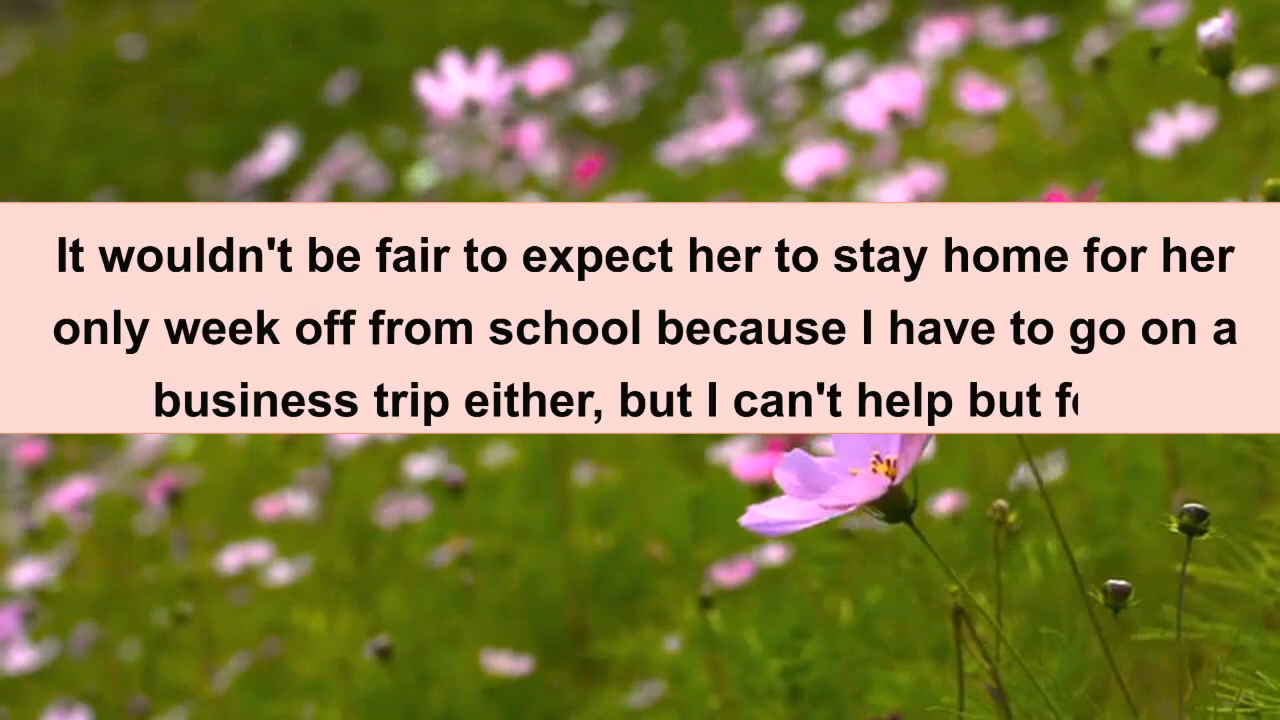 It wouldn't be fair to expect her to stay home for her
only week off from school because I have to go on a
business trip either, but I can't help but